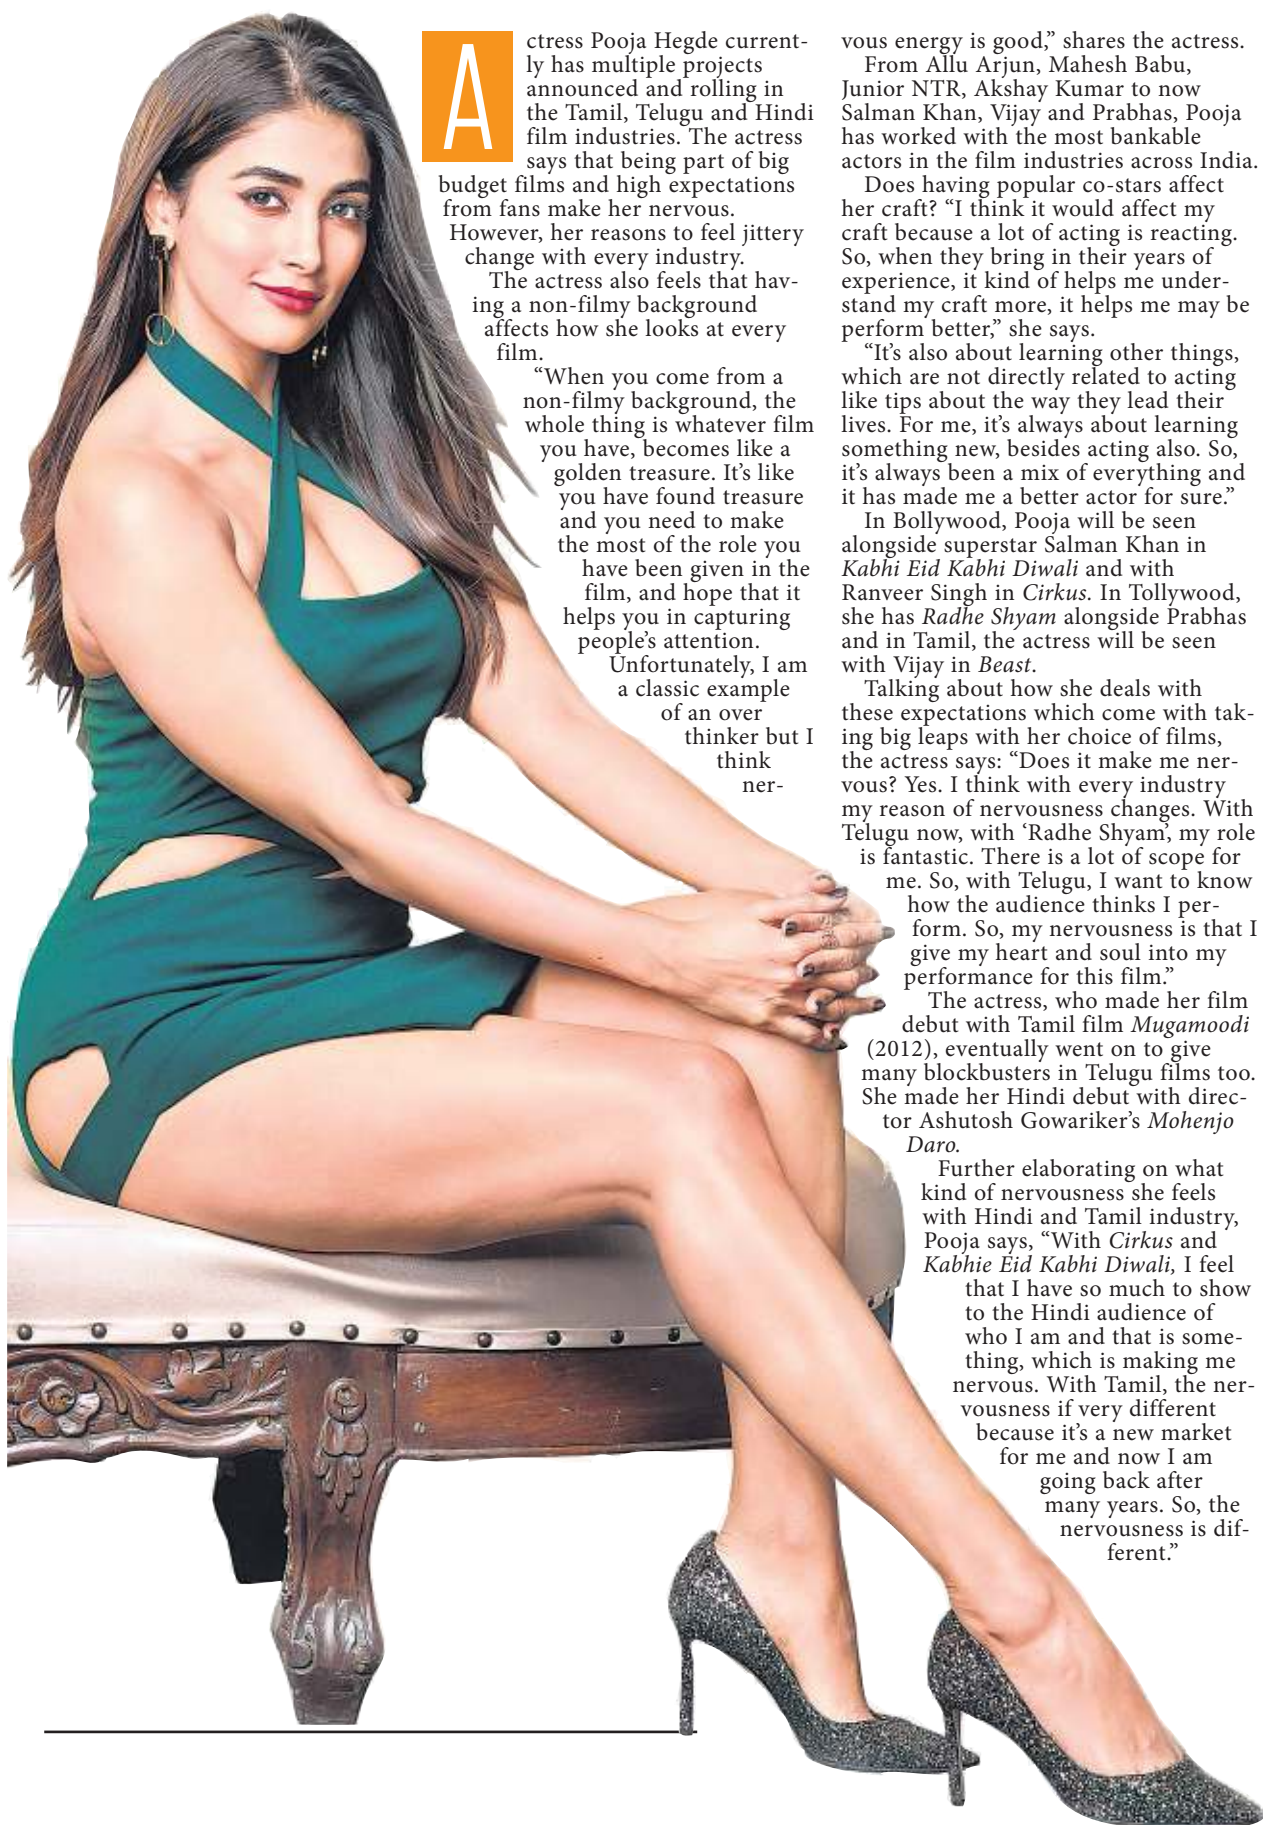 A
ctress Pooja Hegde current-
ly has multiple projects
announced and rolling in
the Tamil, Telugu and Hindi
film industries. The actress
says that being part of big
budget films and high expectations
from fans make her nervous.
However, her reasons to feel jittery
change with every industry.
The actress also feels that hav-
ing a non-filmy background
affects how she looks at every
film.
“When you come from a
non-filmy background, the
whole thing is whatever film
you have, becomes like a
golden treasure. It’s like
you have found treasure
and you need to make
the most of the role you
have been given in the
film, and hope that it
helps you in capturing
people’s attention.
Unfortunately, I am
a classic example
of an over
thinker but I
think
ner-
vous energy is good,” shares the actress.
From Allu Arjun, Mahesh Babu,
Junior NTR, Akshay Kumar to now
Salman Khan, Vijay and Prabhas, Pooja
has worked with the most bankable
actors in the film industries across India.
Does having popular co-stars affect
her craft? “I think it would affect my
craft because a lot of acting is reacting.
So, when they bring in their years of
experience, it kind of helps me under-
stand my craft more, it helps me may be
perform better,” she says.
“It’s also about learning other things,
which are not directly related to acting
like tips about the way they lead their
lives. For me, it’s always about learning
something new, besides acting also. So,
it’s always been a mix of everything and
it has made me a better actor for sure.”
In Bollywood, Pooja will be seen
alongside superstar Salman Khan in
Kabhi Eid Kabhi Diwali and with
Ranveer Singh in Cirkus. In Tollywood,
she has Radhe Shyam alongside Prabhas
and in Tamil, the actress will be seen
with Vijay in Beast.
Talking about how she deals with
these expectations which come with tak-
ing big leaps with her choice of films,
the actress says: “Does it make me ner-
vous? Yes. I think with every industry
my reason of nervousness changes. With
Telugu now, with ‘Radhe Shyam’, my role
is fantastic. There is a lot of scope for
me. So, with Telugu, I want to know
how the audience thinks I per-
form. So, my nervousness is that I
give my heart and soul into my
performance for this film.”
The actress, who made her film
debut with Tamil film Mugamoodi
(2012), eventually went on to give
many blockbusters in Telugu films too.
She made her Hindi debut with direc-
tor Ashutosh Gowariker’s Mohenjo
Daro.
Further elaborating on what
kind of nervousness she feels
with Hindi and Tamil industry,
Pooja says, “With Cirkus and
Kabhie Eid Kabhi Diwali, I feel
that I have so much to show
to the Hindi audience of
who I am and that is some-
thing, which is making me
nervous. With Tamil, the ner-
vousness if very different
because it’s a new market
for me and now I am
going back after
many years. So, the
nervousness is dif-
ferent.”